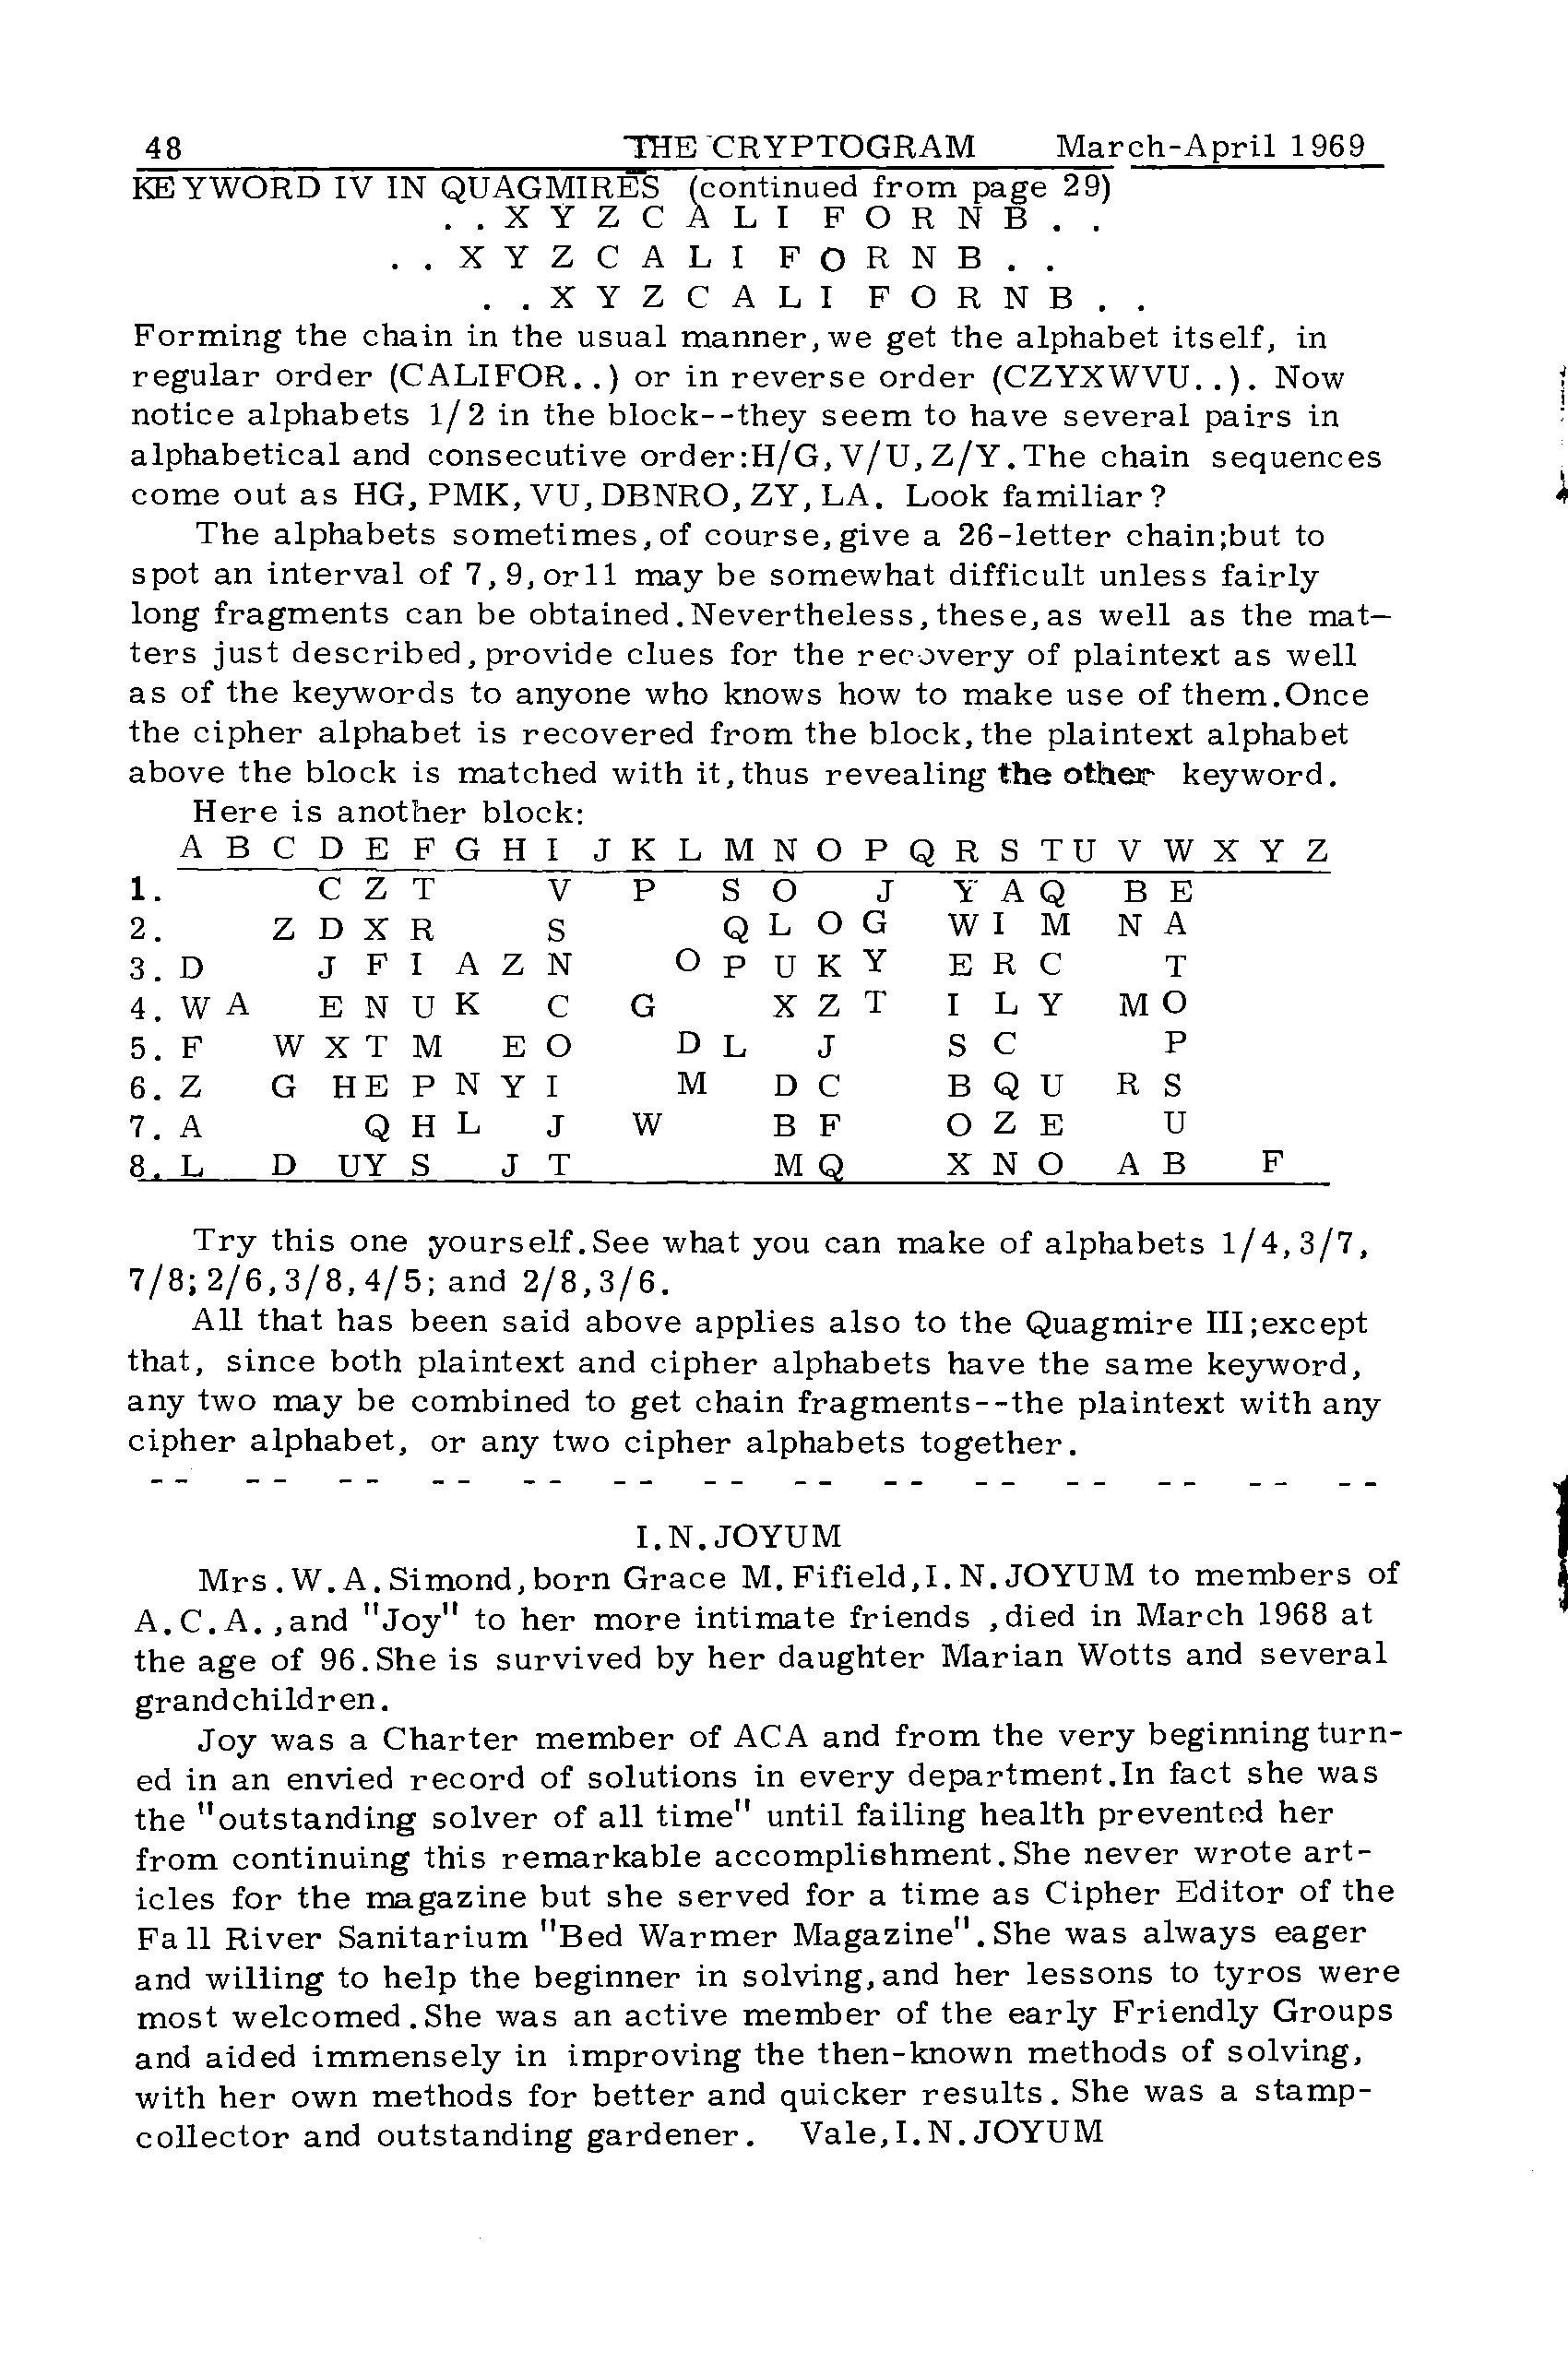 48 THE CRYPTOGRAM March-April 1969
KEYWORD IV IN QUAGMIRES (continued from page 29)
. . X Y Z C A L I F O R N B . .
. . X Y Z C A L I F O R N B . .
. . X Y Z C A L I F O R N B . .
Forming the chain in the usual manner,we get the alphabet itself, in
regular order (CALIFOR..) or in reverse order (CZYXWVU..). Now
notice alphabets 1/2 in the block--they seem to have several pairs in
alphabetical and consecutive order:H/G,V/U,Z/Y.The chain sequences
come out as HG,PMK,VU,DBNRO,ZY,LA. Look familiar?
The alphabets sometimes,of course,give a 26-letter chain;but to
spot an interval of 7,9,or11 may be somewhat difficult unless fairly
long fragments can be obtained.Nevertheless,these,as well as the mat-
ters just described,provide clues for the recovery of plaintext as well
as of the keywords to anyone who knows how to make use of them.Once
the cipher alphabet is recovered from the block,the plaintext alphabet
above the block is matched with it,thus revealing the other keyword.
Here is another block:
A B C D E F G H I J K L M N O P Q R S T U V W X Y Z
1. C Z T V P S O J Y A Q B E
2. Z D X R S Q L O G W I M N A
3. D J F I A Z N O P U K Y E R C T
4. W A E N U K C G X Z T I L Y M O
5. F W X T M E O D L J S C P
6. Z G H E P N Y I M D C B Q U R S
7. A Q H L J W B F O Z E U
8. L D U Y S J T M Q X N O A B F
Try this one yourself.See what you can make of alphabets 1/4,3/7,
7/8;2/6,3/8,4/5; and 2/8,3/6.
All that has been said above applies also to the Quagmire III;except
that, since both plaintext and cipher alphabets have the same keyword,
any two may be combined to get chain fragments--the plaintext with any
cipher alphabet, or any two cipher alphabets together.
-- -- -- -- -- -- -- -- -- -- -- -- -- --
I.N.JOYUM
Mrs.W.A.Simond,born Grace M.Fifield,I.N.JOYUM to members of
A.C.A.,and "Joy" to her more intimate friends ,died in March 1968 at
the age of 96.She is survived by her daughter Marian Wotts and several
grandchildren.
Joy was a Charter member of ACA and from the very beginning turn-
ed in an envied record of solutions in every department.In fact she was
the "outstanding solver of all time" until failing health prevented her
from continuing this remarkable accomplishment.She never wrote art-
icles for the magazine but she served for a time as Cipher Editor of the
Fall River Sanitarium "Bed Warmer Magazine".She was always eager
and willing to help the beginner in solving,and her lessons to tyros were
most welcomed.She was an active member of the early Friendly Groups
and aided immensely in improving the then-known methods of solving,
with her own methods for better and quicker results. She was a stamp-
collector and outstanding gardener. Vale,I.N.JOYUM